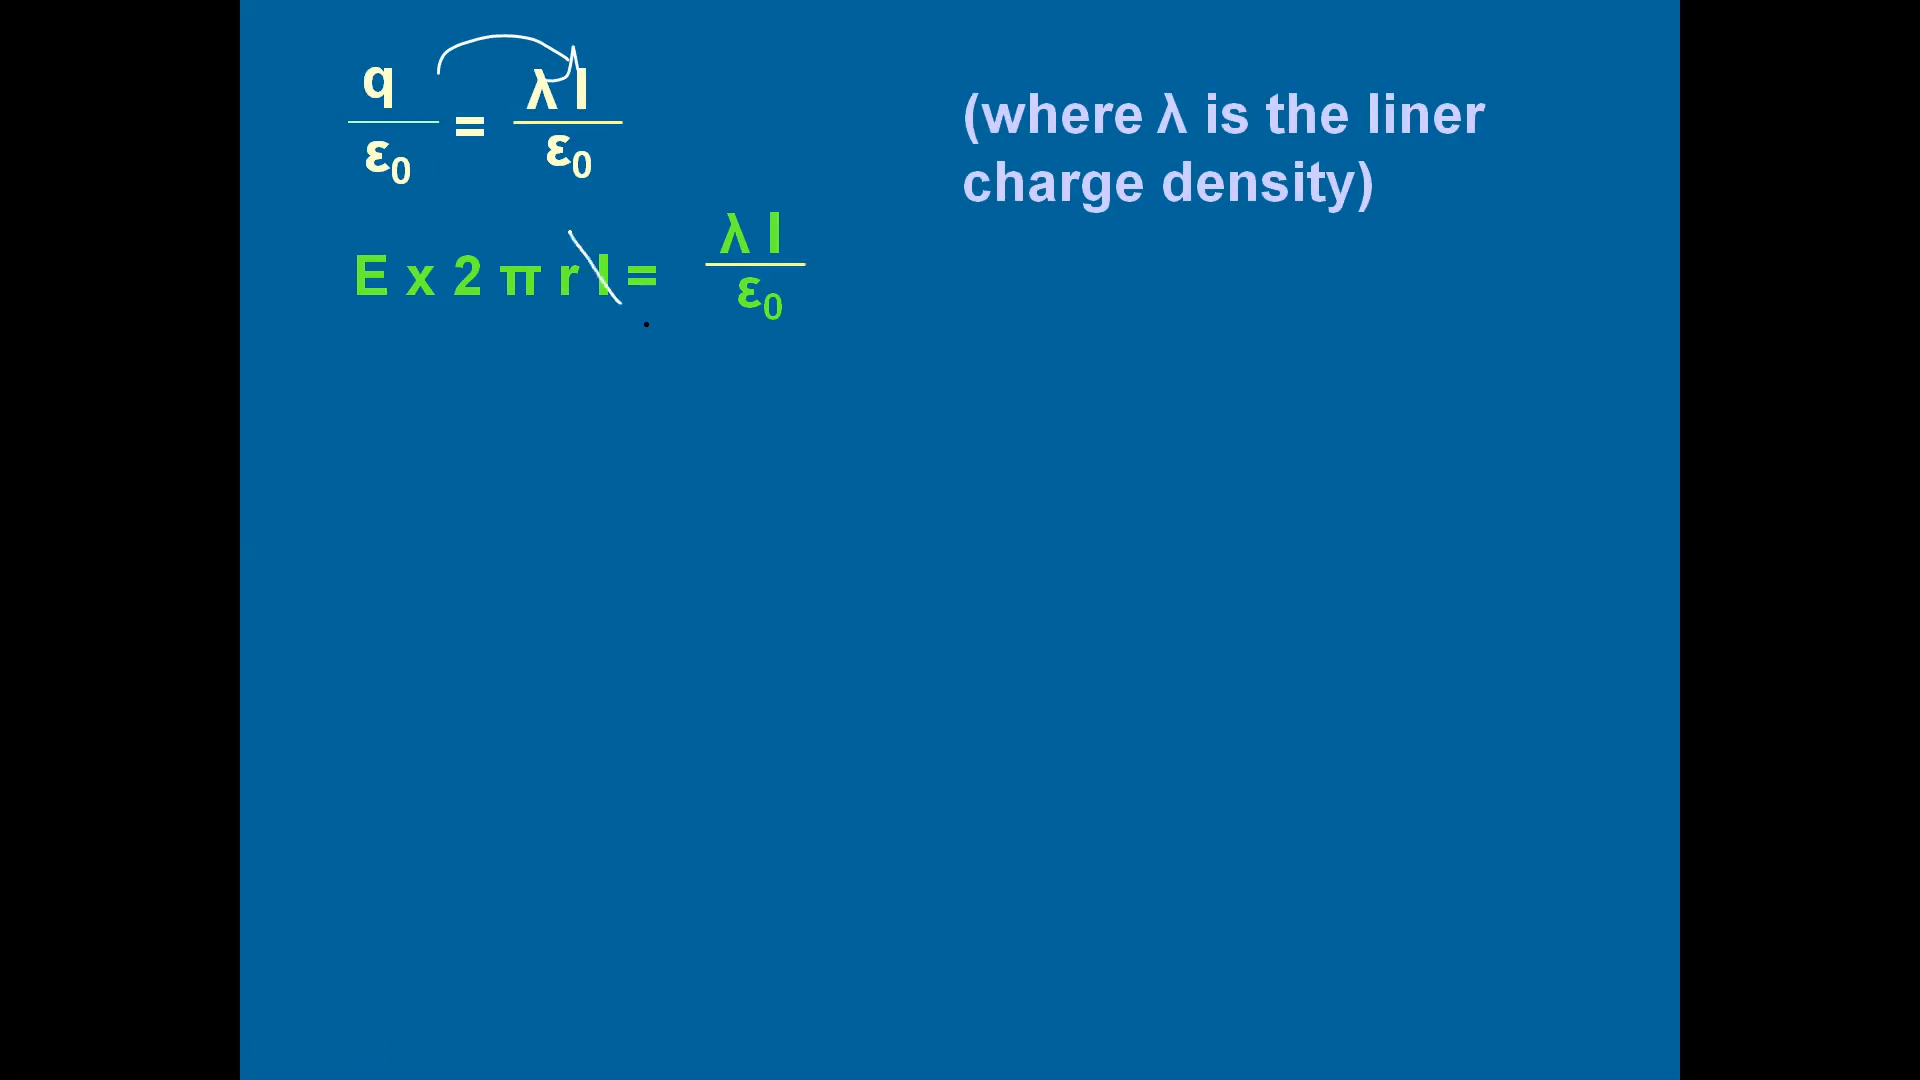 q/ε₀ = λ l/ε₀
(where λ is the liner
charge density)
E x 2 π r l = λ l/ε₀